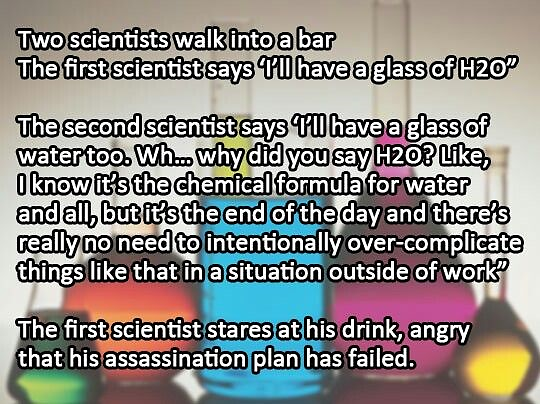 Two scientists walk into a bar
The first scientist says ‘I’ll have a glass of H2O”
The second scientist says ‘I’ll have a glass of
water too. Wh... why did you say H2O? Like,
I know it’s the chemical formula for water
and all, but it’s the end of the day and there’s
really no need to intentionally over-complicate
things like that in a situation outside of work”
The first scientist stares at his drink, angry
that his assassination plan has failed.